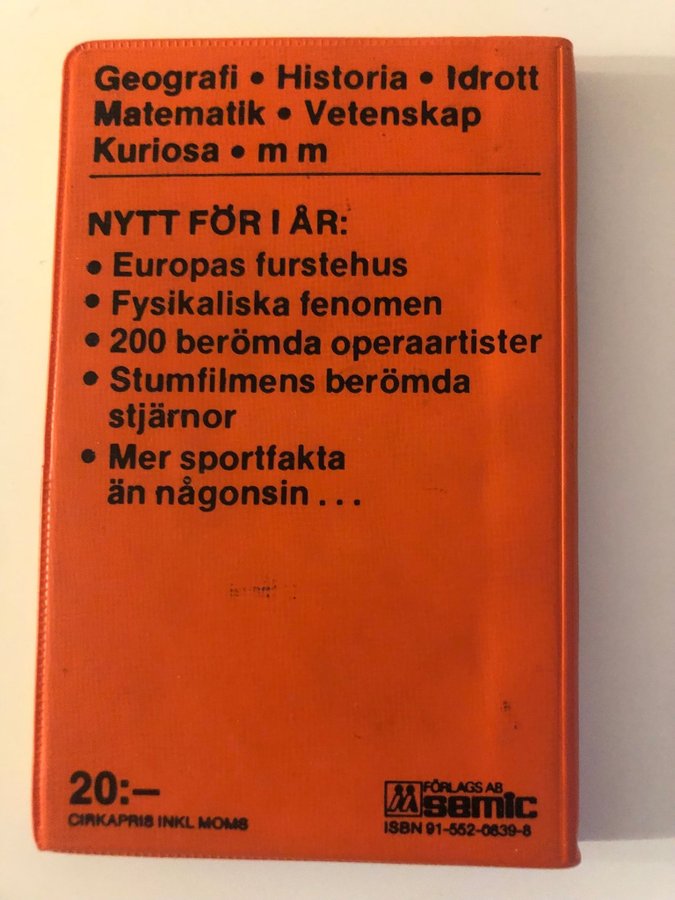 Geografi • Historia • Idrott
Matematik • Vetenskap
Kuriosa • m m
NYTT FÖR I ÅR:
• Europas furstehus
• Fysikaliska fenomen
• 200 berömda operaartister
• Stumfilmens berömda
stjärnor
• Mer sportfakta
än någonsin ...
20:–
CIRKAPRIS INKL MOMS
FÖRLAGS AB
semic
ISBN 91-552-0639-8